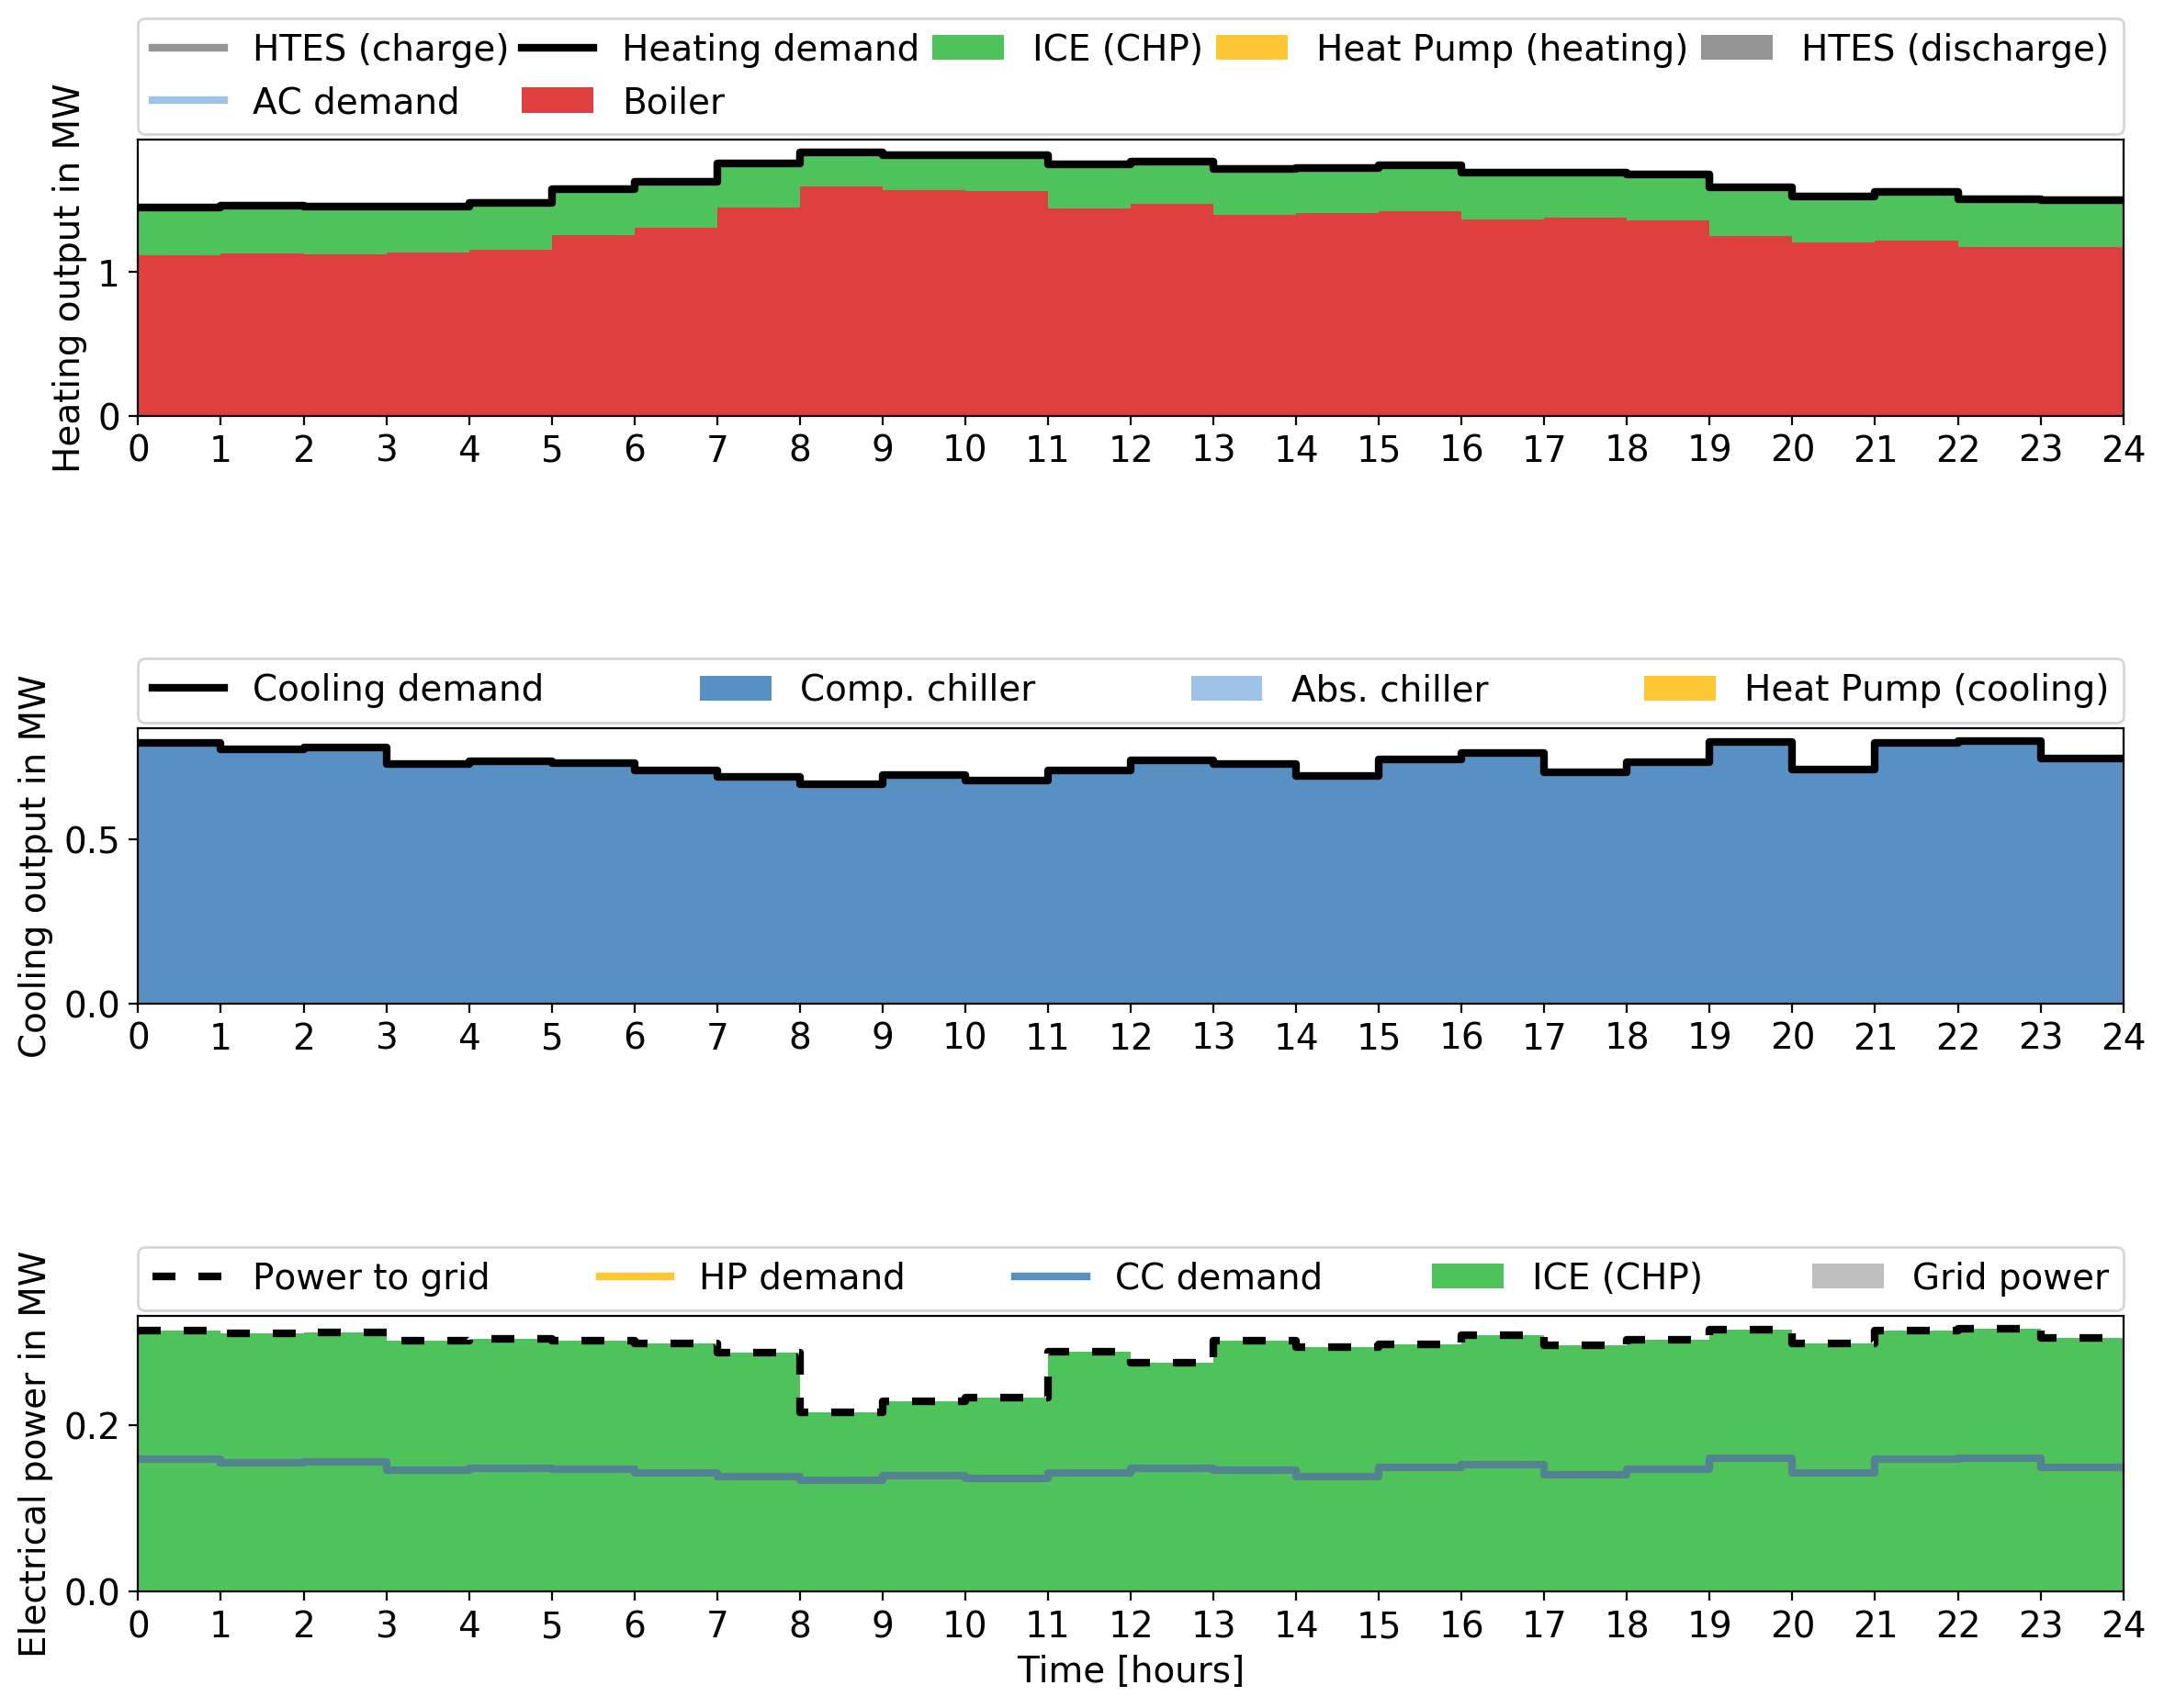 HTES (charge) Heating demand ICE (CHP) Heat Pump (heating) HTES (discharge)
AC demand Boiler
Heating output in MW
1
0
0 1 2 3 4 5 6 7 8 9 10 11 12 13 14 15 16 17 18 19 20 21 22 23 24
Cooling demand Comp. chiller Abs. chiller Heat Pump (cooling)
Cooling output in MW
0.5
0.0
0 1 2 3 4 5 6 7 8 9 10 11 12 13 14 15 16 17 18 19 20 21 22 23 24
Power to grid HP demand CC demand ICE (CHP) Grid power
Electrical power in MW
0.2
0.0
0 1 2 3 4 5 6 7 8 9 10 11 12 13 14 15 16 17 18 19 20 21 22 23 24
Time [hours]